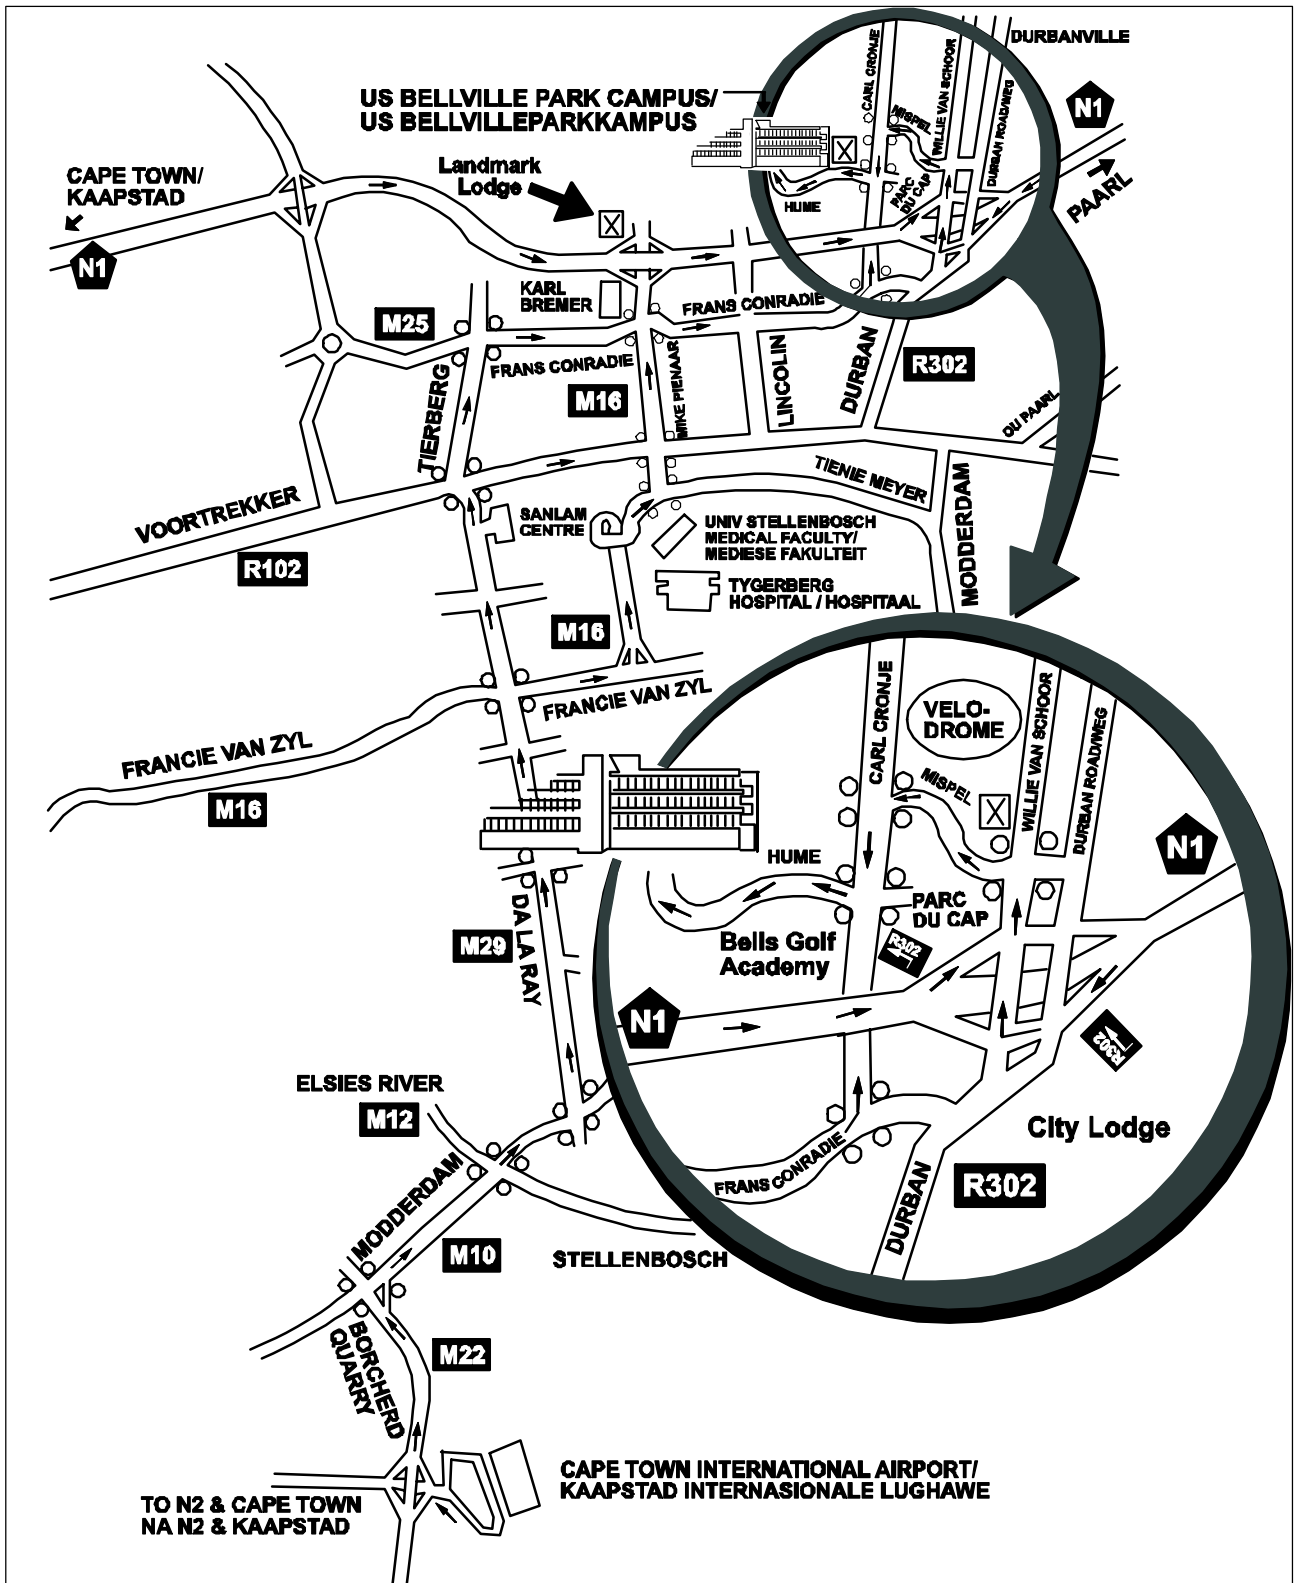 DURBANVILLE
CARL CRONJE
WILLIE VAN SCHOOR
DURBAN ROAD/WEG
N1
US BELLVILLE PARK CAMPUS/
US BELLVILLEPARKKAMPUS
MISPEL
PARC
DU CAP
HUME
PAARL
Landmark
Lodge
CAPE TOWN/
KAAPSTAD
N1
KARL
BREMER
FRANS CONRADIE
M25
FRANS CONRADIE
TIERBERG
M16
MIKE PIENAAR
LINCOLIN
DURBAN
R302
OU PAARL
VOORTREKKER
R102
TIENIE MEYER
MODDERDAM
SANLAM
CENTRE
UNIV STELLENBOSCH
MEDICAL FACULTY/
MEDIESE FAKULTEIT
TYGERBERG
HOSPITAL / HOSPITAAL
M16
FRANCIE VAN ZYL
FRANCIE VAN ZYL
M16
CARL CRONJE
VELO-
DROME
WILLIE VAN SCHOOR
DURBAN ROAD/WEG
MISPEL
N1
HUME
PARC
DU CAP
Bells Golf
Academy
R302
M29
DA LA RAY
N1
R302
ELSIES RIVER
M12
City Lodge
FRANS CONRADIE
DURBAN
R302
MODDERDAM
M10
STELLENBOSCH
BORCHERD
QUARRY
M22
CAPE TOWN INTERNATIONAL AIRPORT/
KAAPSTAD INTERNASIONALE LUGHAWE
TO N2 & CAPE TOWN
NA N2 & KAAPSTAD